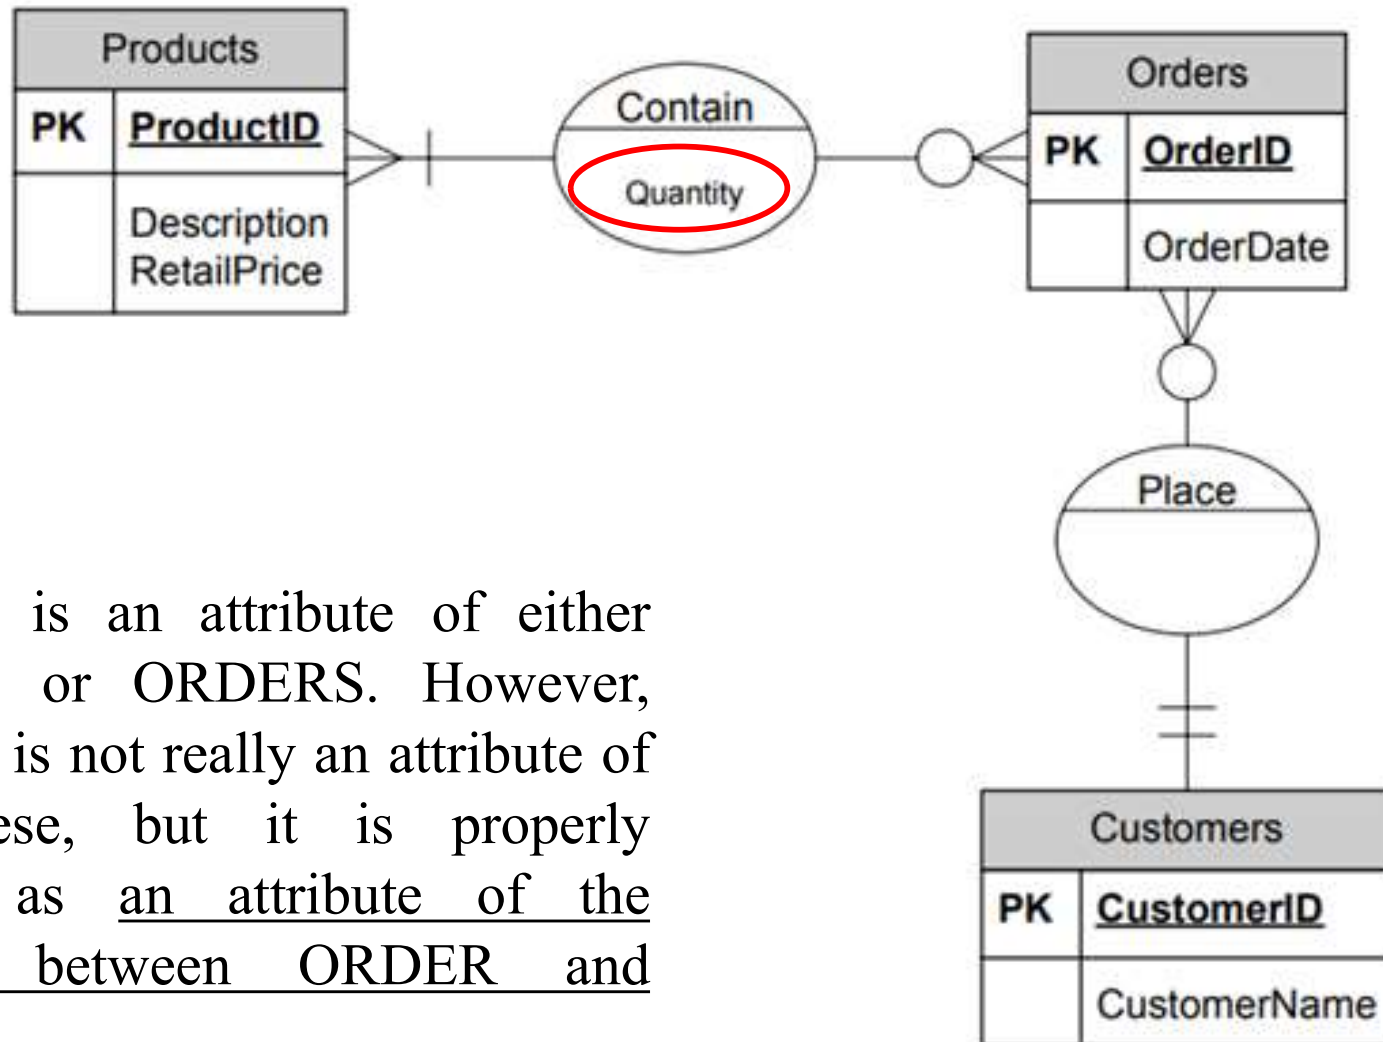 Products
PK ProductID
Description
RetailPrice
Contain
Quantity
Orders
PK OrderID
OrderDate
Place
is an attribute of either
or ORDERS. However,
is not really an attribute of
ese, but it is properly
as an attribute of the
between ORDER and
Customers
PK CustomerID
CustomerName